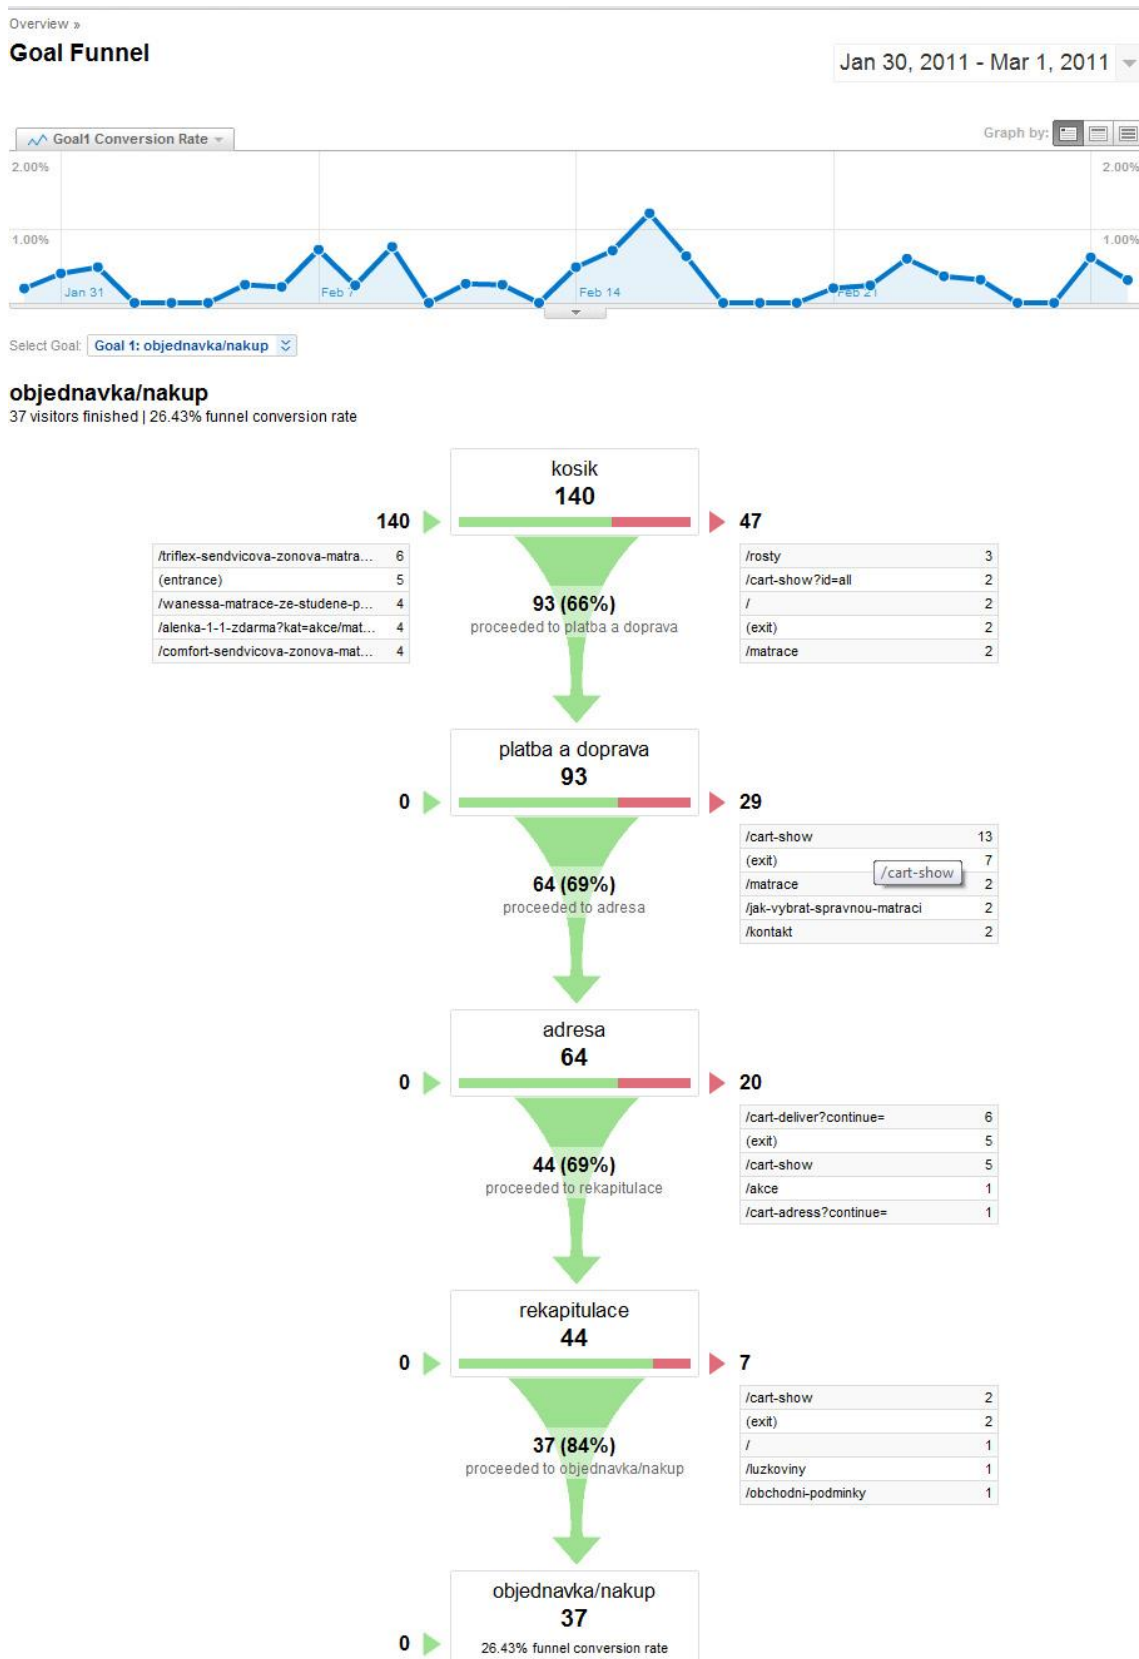 Overview »
Goal Funnel
Jan 30, 2011 - Mar 1, 2011
Goal1 Conversion Rate
Graph by:
2.00% 2.00%
1.00% 1.00%
Jan 31 Feb 7 Feb 14 Feb 21
Select Goal: Goal 1: objednavka/nakup
objednavka/nakup
37 visitors finished | 26.43% funnel conversion rate
kosik
140
140 47
/triflex-sendvicova-zonova-matra... 6
(entrance) 5
/wanessa-matrace-ze-studene-p... 4
/alenka-1-1-zdarma?kat=akce/mat... 4
/comfort-sendvicova-zonova-mat... 4
93 (66%)
proceeded to platba a doprava
/rosty 3
/cart-show?id=all 2
/ 2
(exit) 2
/matrace 2
platba a doprava
93
0 29
64 (69%)
proceeded to adresa
/cart-show 13
(exit) 7
/cart-show
/matrace 2
/jak-vybrat-spravnou-matraci 2
/kontakt 2
adresa
64
0 20
44 (69%)
proceeded to rekapitulace
/cart-deliver?continue= 6
(exit) 5
/cart-show 5
/akce 1
/cart-adress?continue= 1
rekapitulace
44
0 7
37 (84%)
proceeded to objednavka/nakup
/cart-show 2
(exit) 2
/ 1
/luzkoviny 1
/obchodni-podminky 1
objednavka/nakup
37
0 26.43% funnel conversion rate